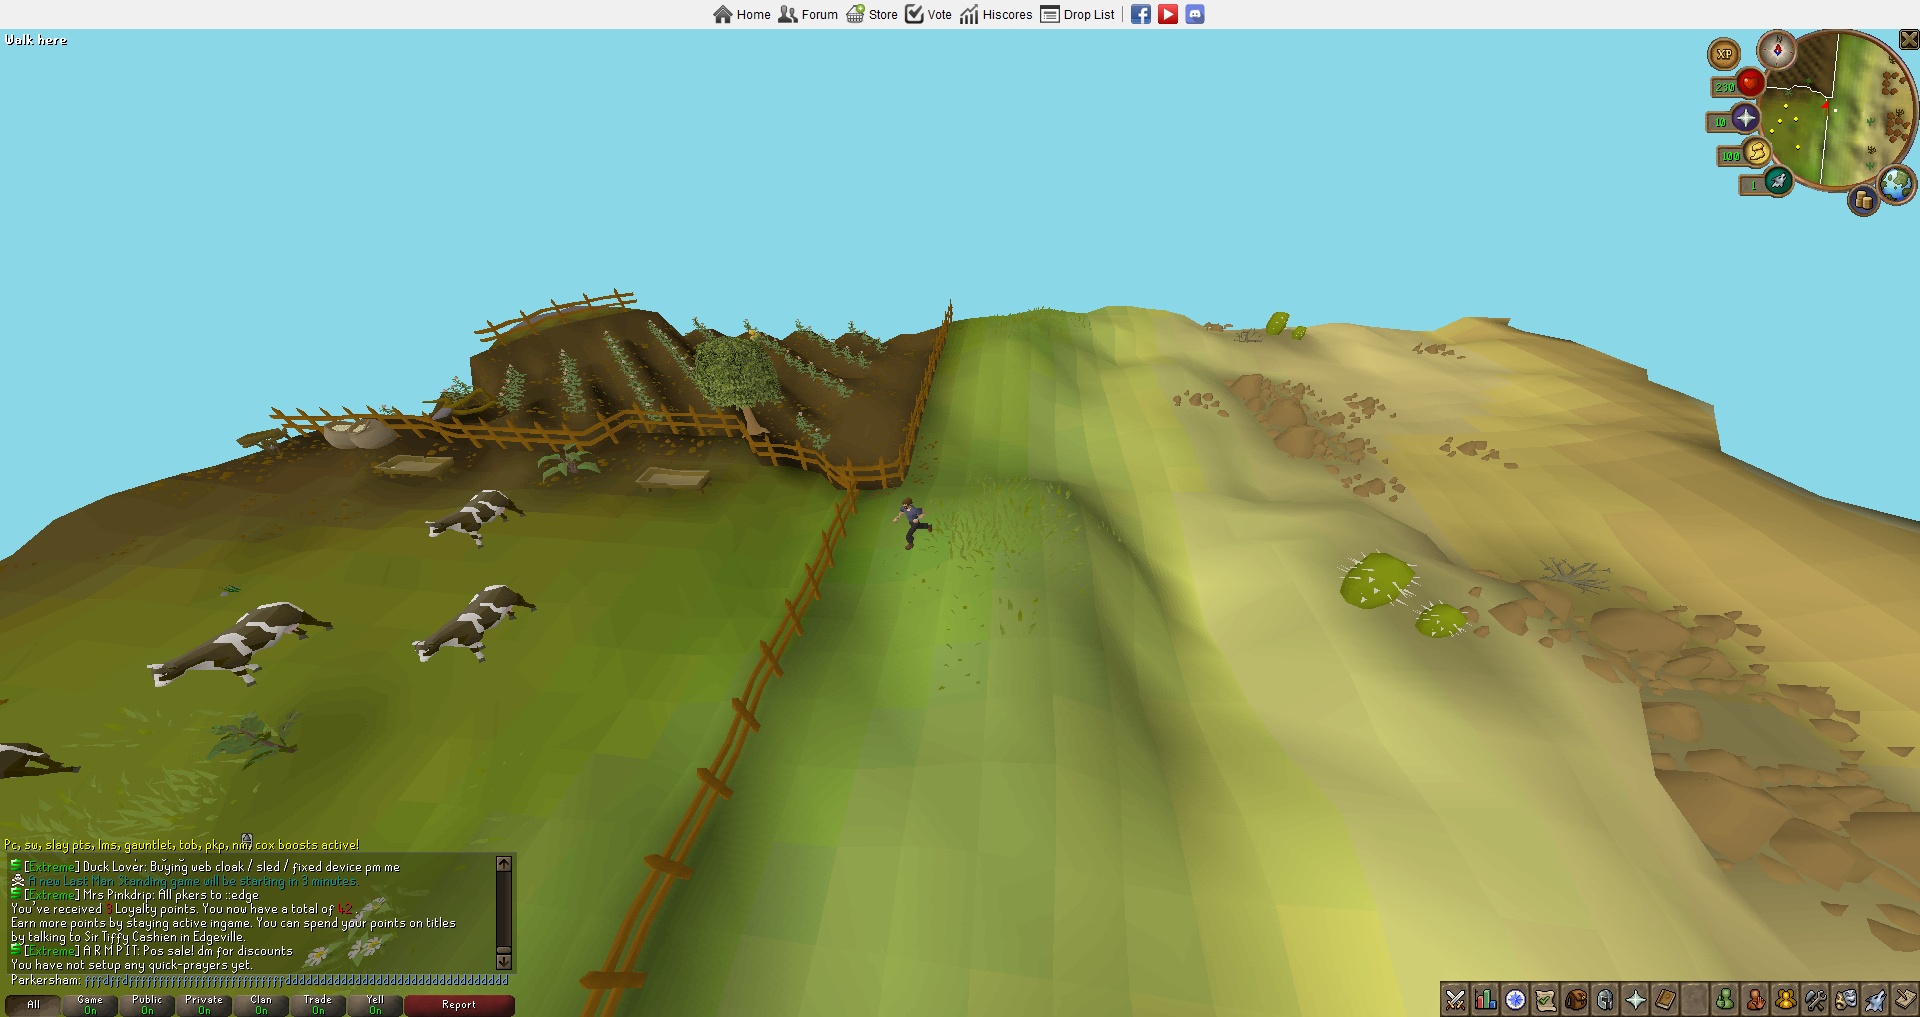 Home Forum Store Vote Hiscores Drop List
Walk here
XP
N
230
10
100
1
Pc, sw, slay pts, lms, gauntlet, tob, pkp, nm, cox boosts active!
[Extreme] Duck Lover: Buying web cloak / sled / fixed device pm me
A new Last Man Standing game will be starting in 3 minutes.
[Extreme] Mrs Pinkdrip: All pkers to ::edge
You've received 3 Loyalty points. You now have a total of 42
Earn more points by staying active ingame. You can spend your points on titles
by talking to Sir Tiffy Cashien in Edgeville.
[Extreme] A R M P I T: Pos sale! dm for discounts
You have not setup any quick-prayers yet.
Parkersham:
All Game Public Private Clan Trade Yell Report
On On On On On On